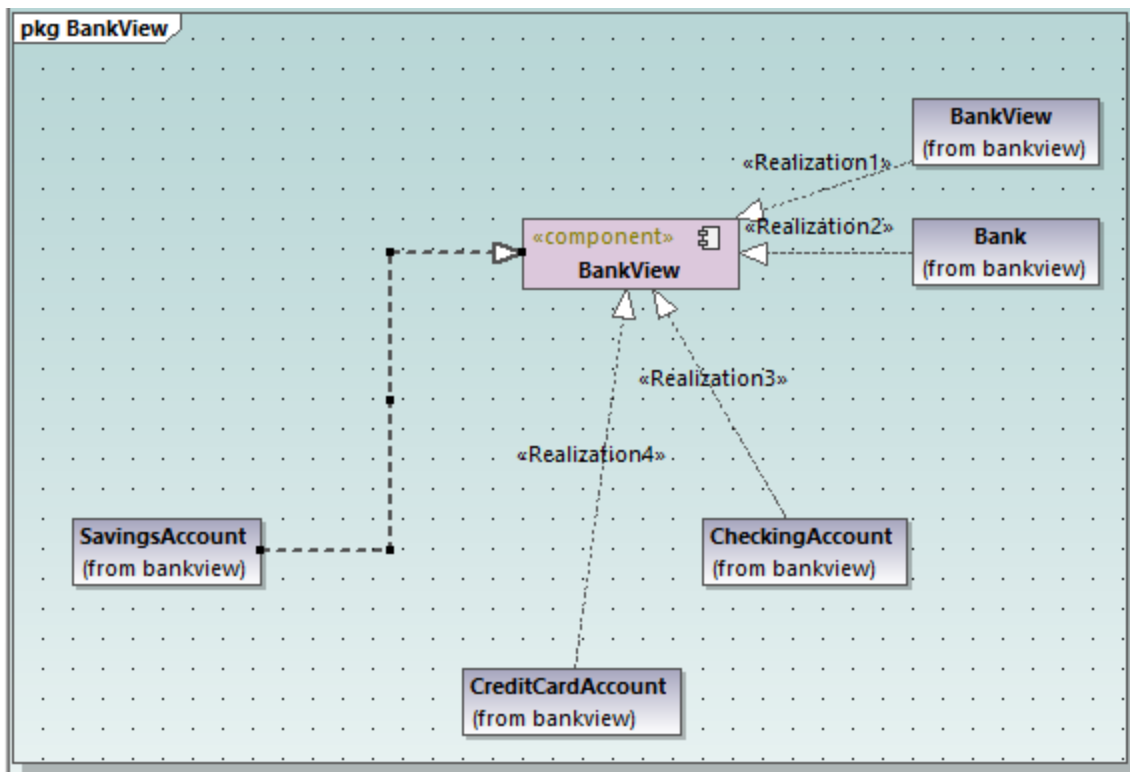 pkg BankView
BankView
(from bankview)
«Realization1»
«component»
BankView
«Realization2»
Bank
(from bankview)
«Realization3»
«Realization4»
SavingsAccount
(from bankview)
CheckingAccount
(from bankview)
CreditCardAccount
(from bankview)